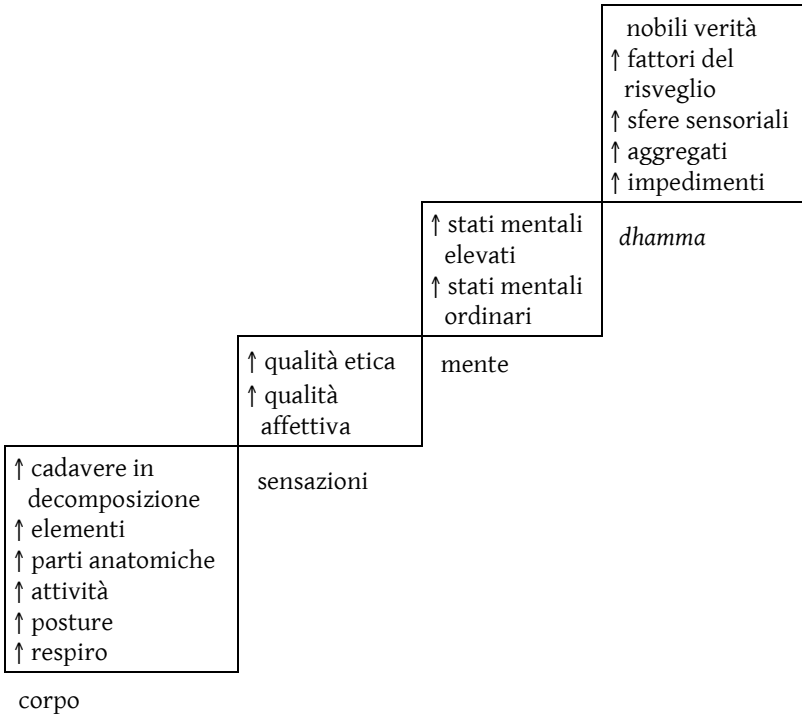 nobili verità
↑ fattori del
risveglio
↑ sfere sensoriali
↑ aggregati
↑ impedimenti
dhamma
↑ stati mentali
elevati
↑ stati mentali
ordinari
mente
↑ qualità etica
↑ qualità
affettiva
sensazioni
↑ cadavere in
decomposizione
↑ elementi
↑ parti anatomiche
↑ attività
↑ posture
↑ respiro
corpo